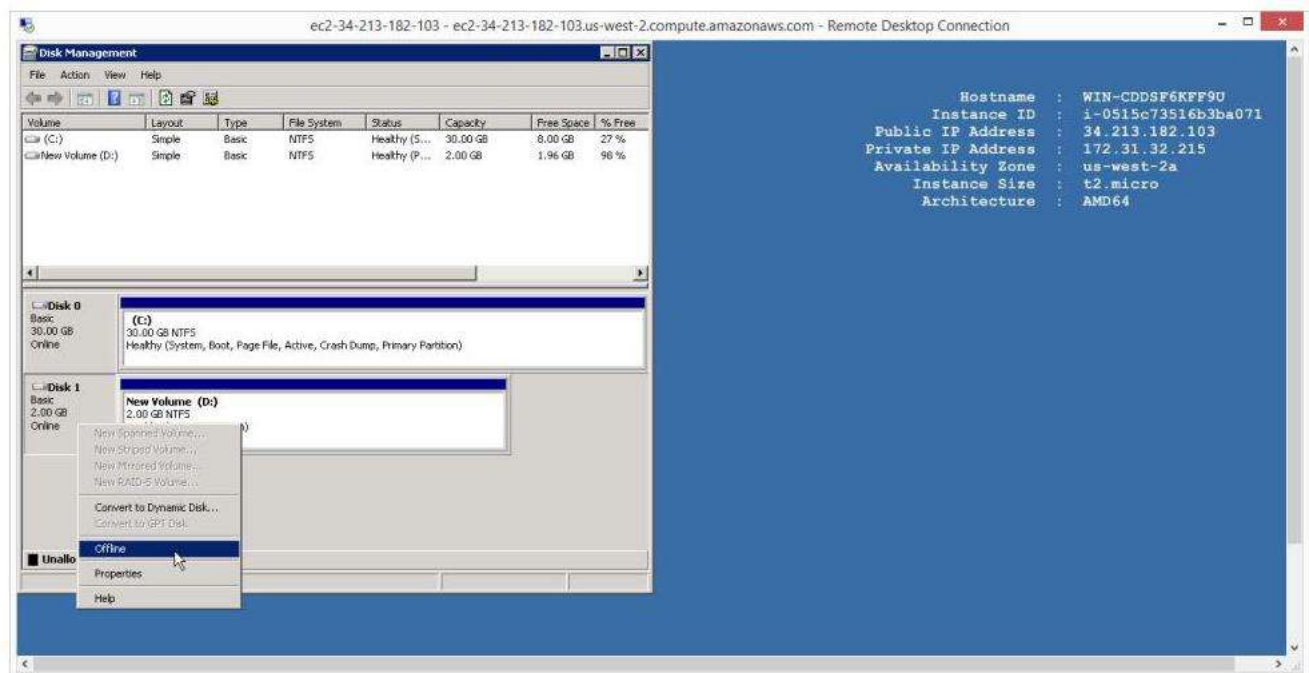 ec2-34-213-182-103 - ec2-34-213-182-103.us-west-2.compute.amazonaws.com - Remote Desktop Connection
Disk Management
File Action View Help
Volume Layout Type File System Status Capacity Free Space % Free
(C:) Simple Basic NTFS Healthy (S... 30.00 GB 8.00 GB 27 %
New Volume (D:) Simple Basic NTFS Healthy (P... 2.00 GB 1.96 GB 98 %
Disk 0
Basic
30.00 GB
Online
(C:)
30.00 GB NTFS
Healthy (System, Boot, Page File, Active, Crash Dump, Primary Partition)
Disk 1
Basic
2.00 GB
Online
New Volume (D:)
2.00 GB NTFS
New Spanned Volume...
New Striped Volume...
New Mirrored Volume...
New RAID-5 Volume...
Convert to Dynamic Disk...
Convert to GPT Disk
Offline
Properties
Help
Unallo
Hostname : WIN-CDDSF6KFF9U
Instance ID : i-0515c73516b3ba071
Public IP Address : 34.213.182.103
Private IP Address : 172.31.32.215
Availability Zone : us-west-2a
Instance Size : t2.micro
Architecture : AMD64